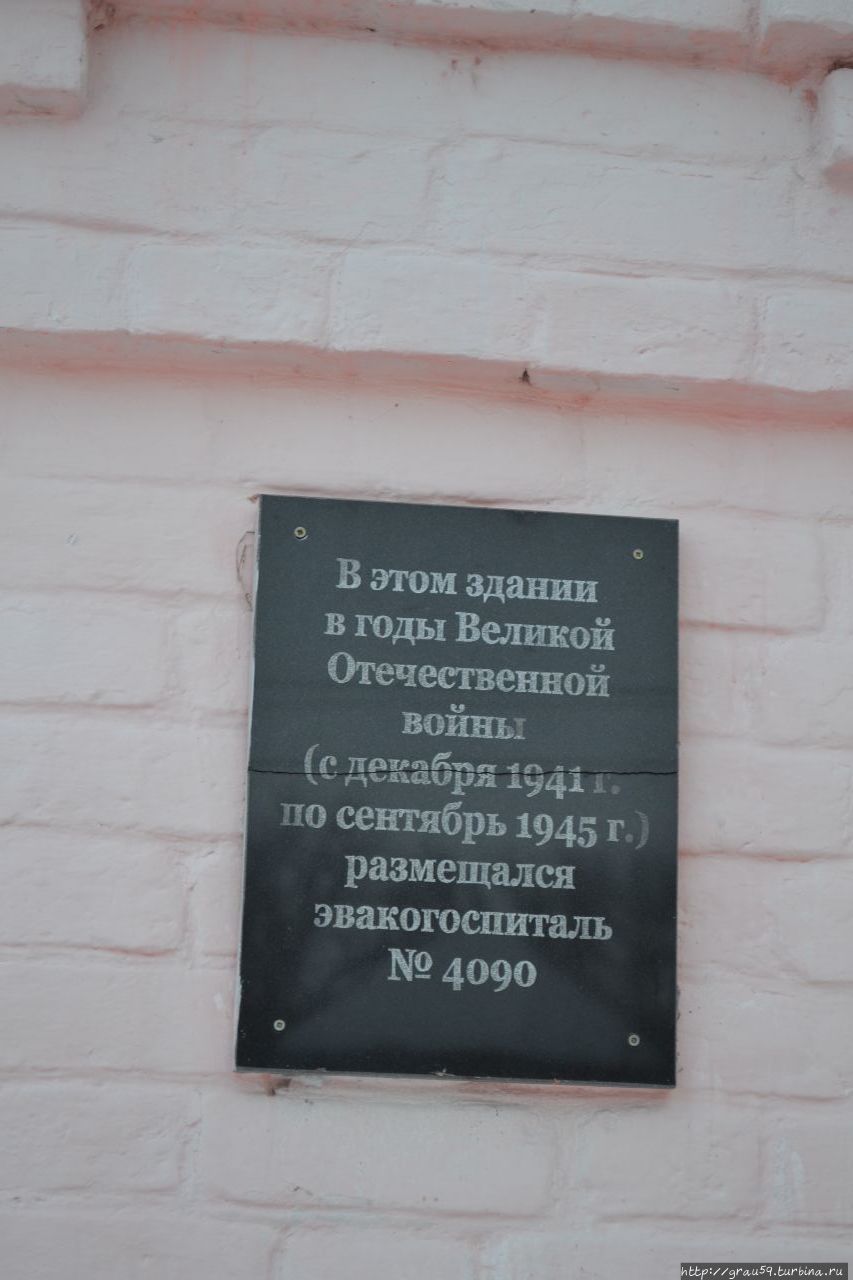 В этом здании
в годы Великой
Отечественной
войны
(с декабря 1941 г.
по сентябрь 1945 г.)
размещался
эвакогоспиталь
№ 4090
http://grau59.turbina.ru